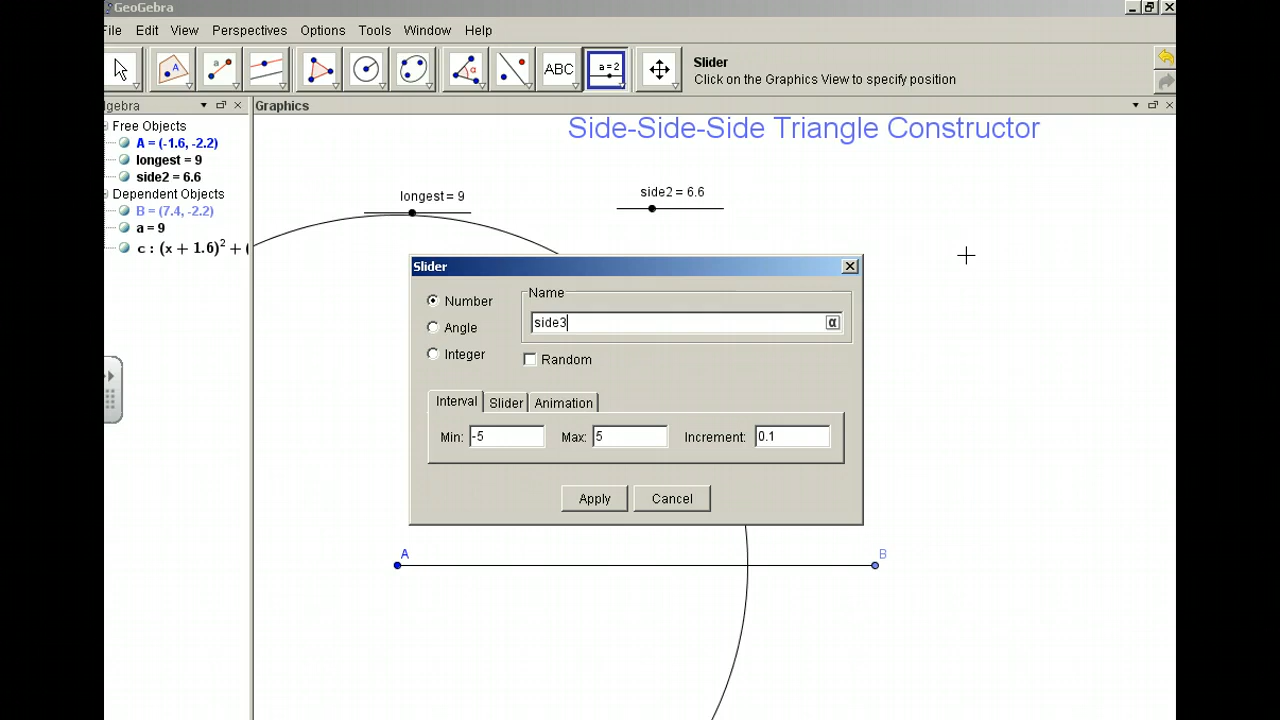 GeoGebra
File Edit View Perspectives Options Tools Window Help
A
a
α
ABC
a=2
Slider
Click on the Graphics View to specify position
lgebra
Graphics
Free Objects
A = (-1.6, -2.2)
longest = 9
side2 = 6.6
Dependent Objects
B = (7.4, -2.2)
a = 9
c : (x + 1.6)² + (
Side-Side-Side Triangle Constructor
longest = 9
side2 = 6.6
Slider
Number
Angle
Integer
Name
side3
α
Random
Interval Slider Animation
Min: -5 Max: 5 Increment: 0.1
Apply Cancel
A
B